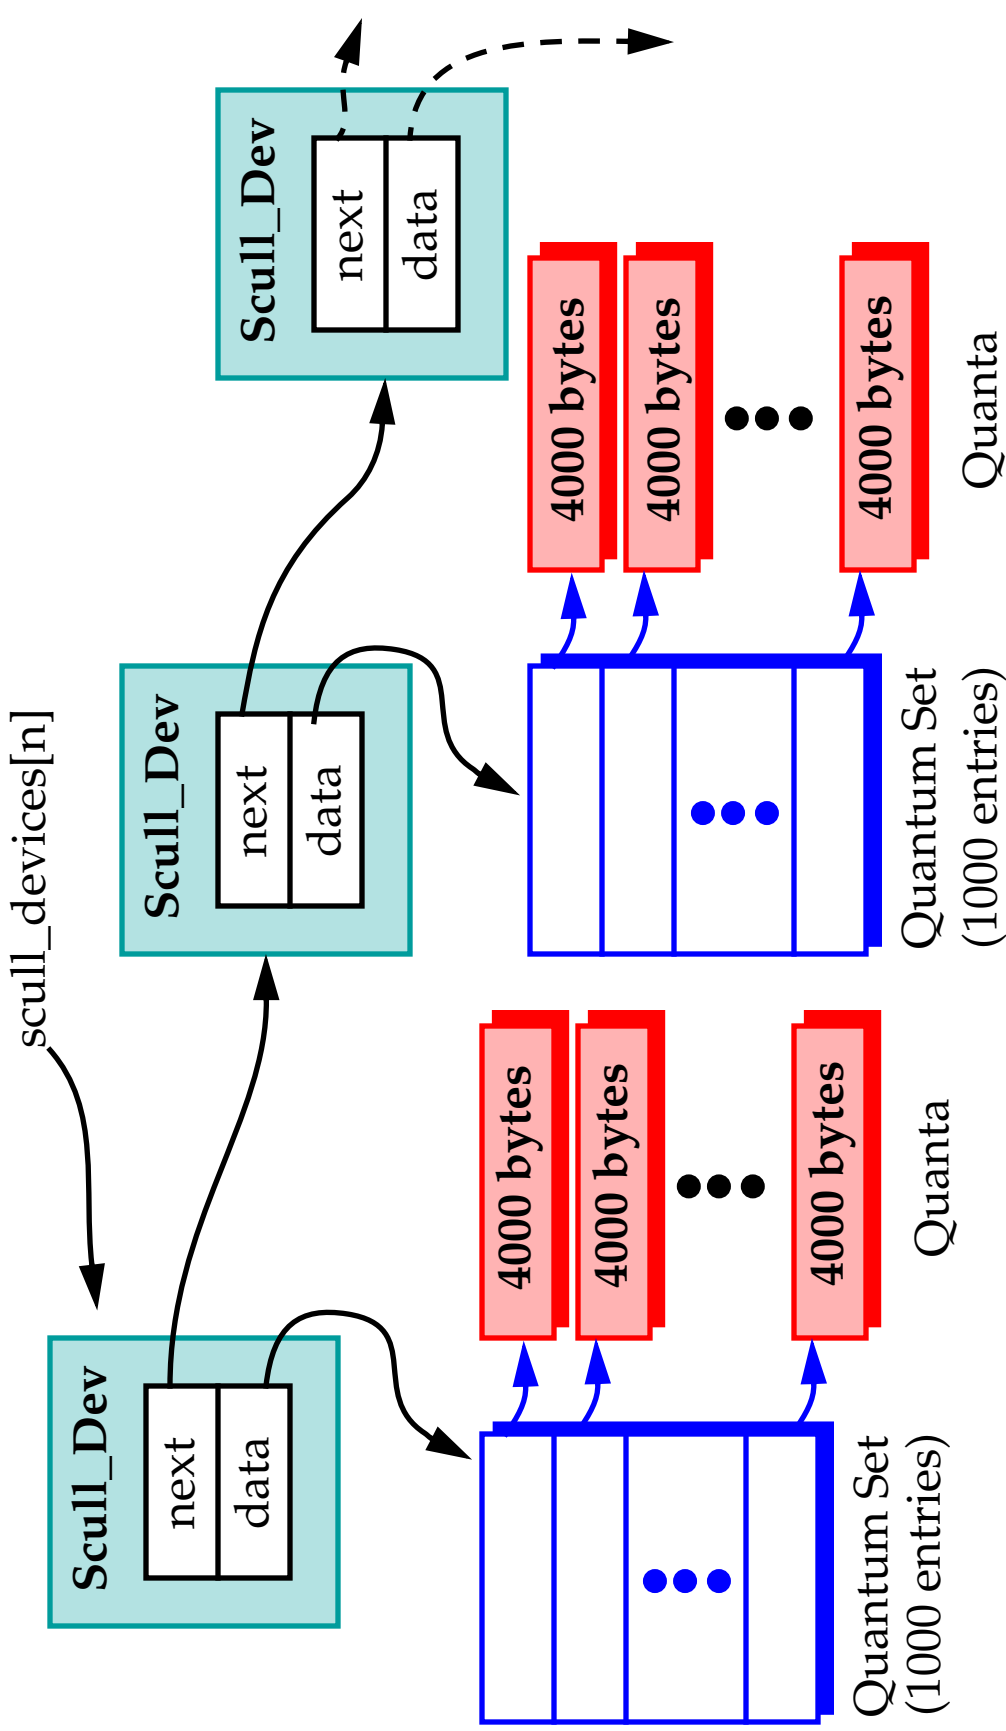 scull_devices[n]
Scull_Dev
next
data
Scull_Dev
next
data
Scull_Dev
next
data
4000 bytes
4000 bytes
4000 bytes
Quantum Set
(1000 entries)
Quanta
4000 bytes
4000 bytes
4000 bytes
Quantum Set
(1000 entries)
Quanta